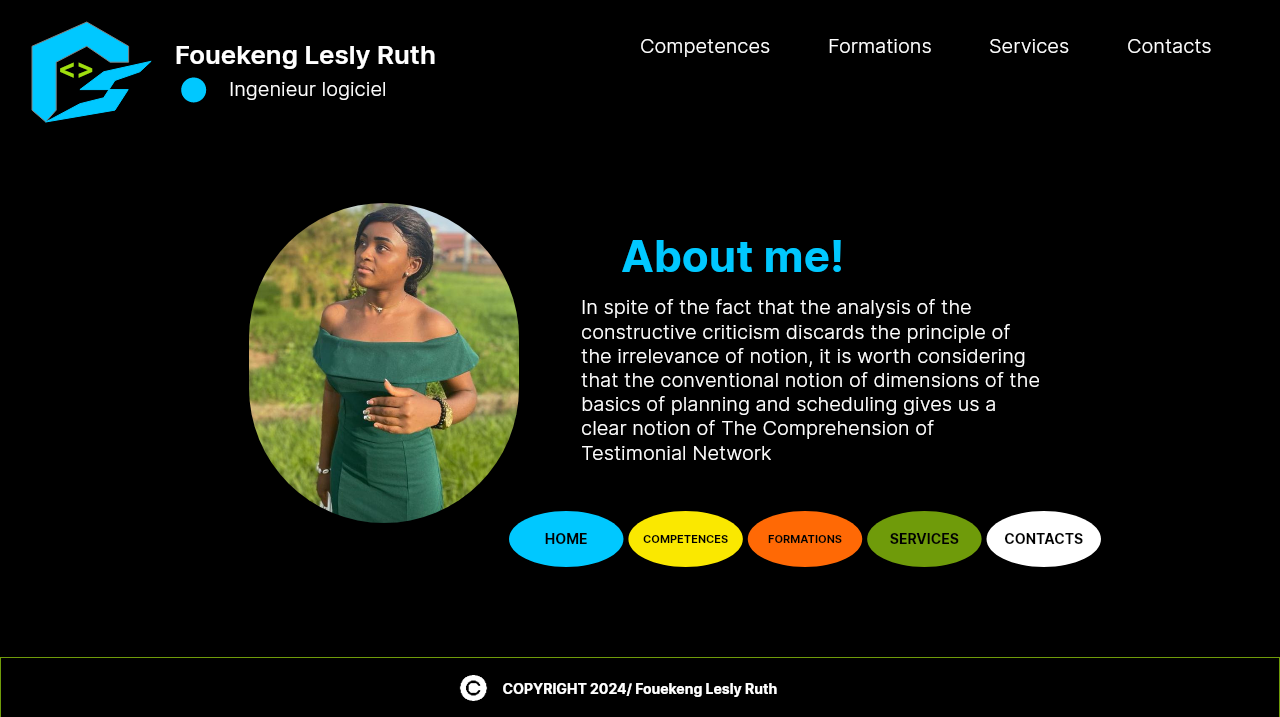 Fouekeng Lesly Ruth
Ingenieur logiciel
Competences Formations Services Contacts
<>
About me!
In spite of the fact that the analysis of the
constructive criticism discards the principle of
the irrelevance of notion, it is worth considering
that the conventional notion of dimensions of the
basics of planning and scheduling gives us a
clear notion of The Comprehension of
Testimonial Network
HOME COMPETENCES FORMATIONS SERVICES CONTACTS
© COPYRIGHT 2024/ Fouekeng Lesly Ruth